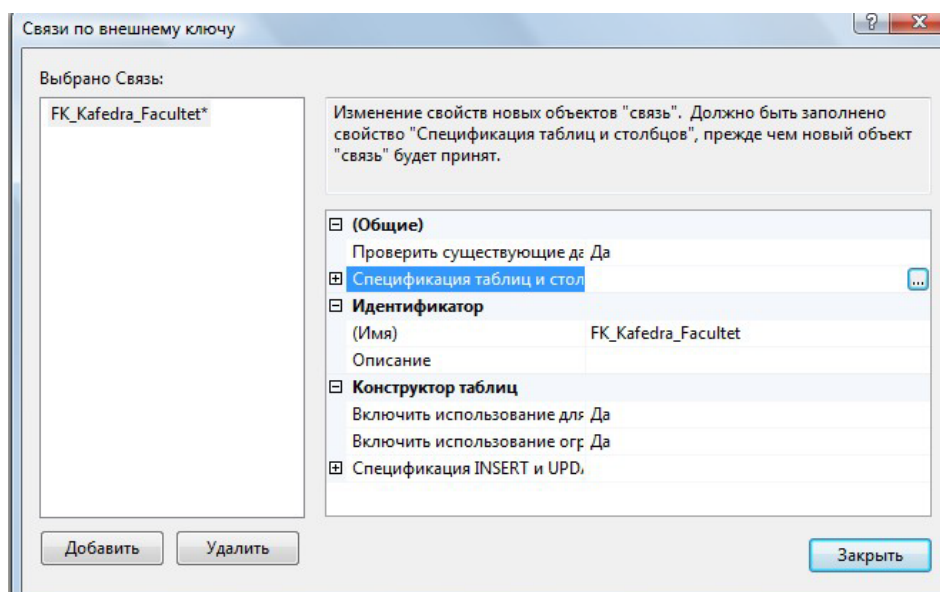 Связи по внешнему ключу
Выбрано Связь:
FK_Kafedra_Facultet*
Изменение свойств новых объектов "связь". Должно быть заполнено
свойство "Спецификация таблиц и столбцов", прежде чем новый объект
"связь" будет принят.
(Общие)
Проверить существующие да Да
Спецификация таблиц и стол
...
Идентификатор
(Имя) FK_Kafedra_Facultet
Описание
Конструктор таблиц
Включить использование для Да
Включить использование огр Да
Спецификация INSERT и UPD
Добавить Удалить
Закрыть